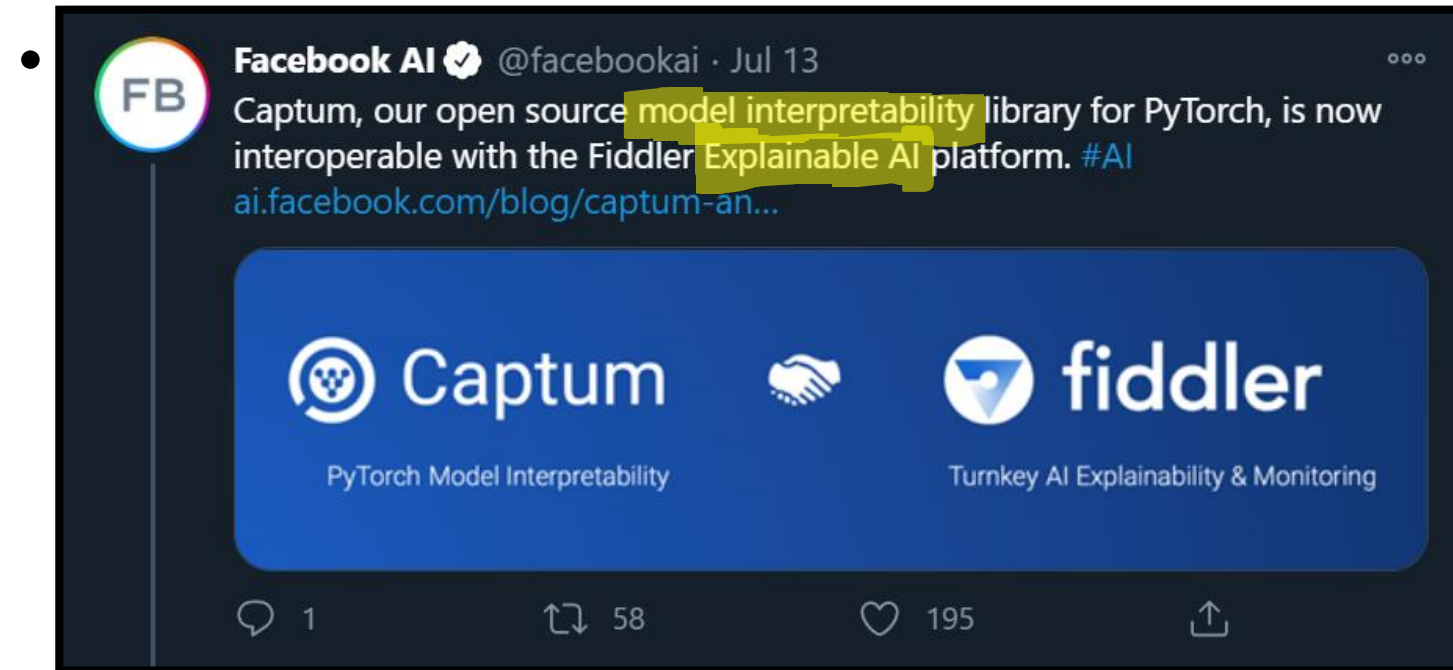 FB
Facebook AI @facebookai · Jul 13
Captum, our open source model interpretability library for PyTorch, is now
interoperable with the Fiddler Explainable AI platform. #AI
ai.facebook.com/blog/captum-an...
Captum
PyTorch Model Interpretability
fiddler
Turnkey AI Explainability & Monitoring
1 58 195